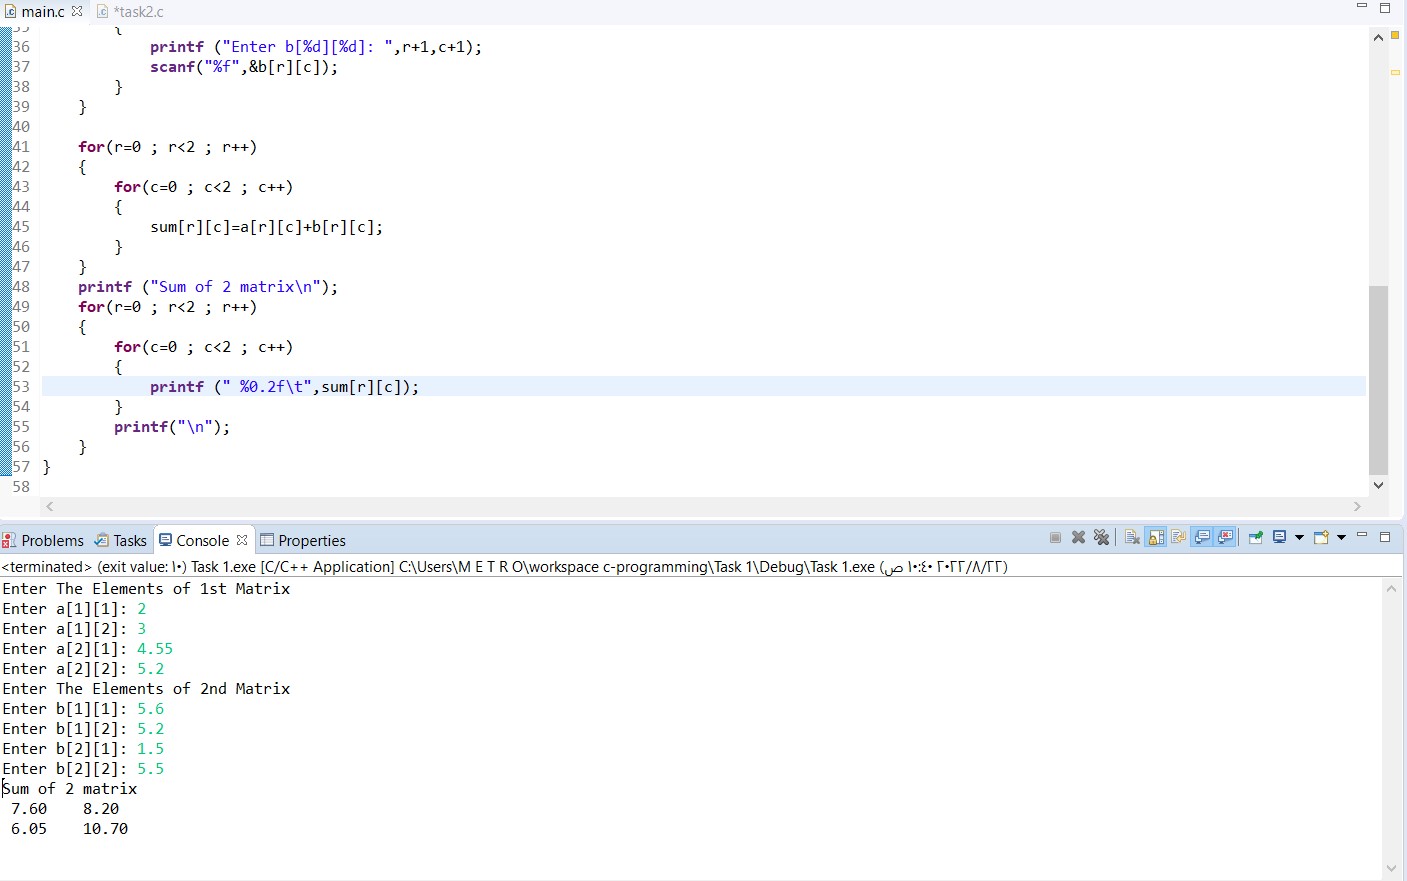 main.c *task2.c
35 {
36 printf ("Enter b[%d][%d]: ",r+1,c+1);
37 scanf("%f",&b[r][c]);
38 }
39 }
40
41 for(r=0 ; r<2 ; r++)
42 {
43 for(c=0 ; c<2 ; c++)
44 {
45 sum[r][c]=a[r][c]+b[r][c];
46 }
47 }
48 printf ("Sum of 2 matrix\n");
49 for(r=0 ; r<2 ; r++)
50 {
51 for(c=0 ; c<2 ; c++)
52 {
53 printf (" %0.2f\t",sum[r][c]);
54 }
55 printf("\n");
56 }
57 }
58
Problems Tasks Console Properties
<terminated> (exit value: ١٠) Task 1.exe [C/C++ Application] C:\Users\M E T R O\workspace c-programming\Task 1\Debug\Task 1.exe (ص ١٠:٤٠ ٢٠٢٢/٨/٢٢)
Enter The Elements of 1st Matrix
Enter a[1][1]: 2
Enter a[1][2]: 3
Enter a[2][1]: 4.55
Enter a[2][2]: 5.2
Enter The Elements of 2nd Matrix
Enter b[1][1]: 5.6
Enter b[1][2]: 5.2
Enter b[2][1]: 1.5
Enter b[2][2]: 5.5
Sum of 2 matrix
7.60 8.20
6.05 10.70